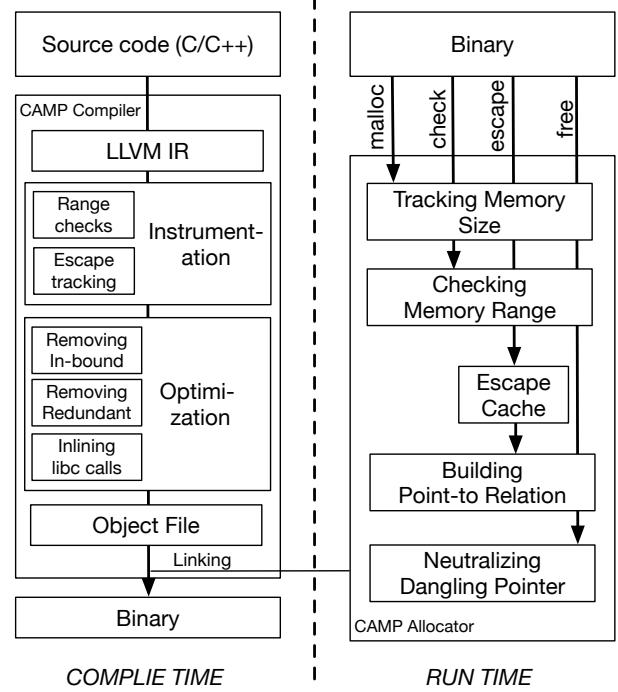 Source code (C/C++)
CAMP Compiler
LLVM IR
Range
checks
Escape
tracking
Instrument-
ation
Removing
In-bound
Removing
Redundant
Inlining
libc calls
Optimi-
zation
Object File
Linking
Binary
COMPLIE TIME
Binary
malloc
check
escape
free
Tracking Memory
Size
Checking
Memory Range
Escape
Cache
Building
Point-to Relation
Neutralizing
Dangling Pointer
CAMP Allocator
RUN TIME